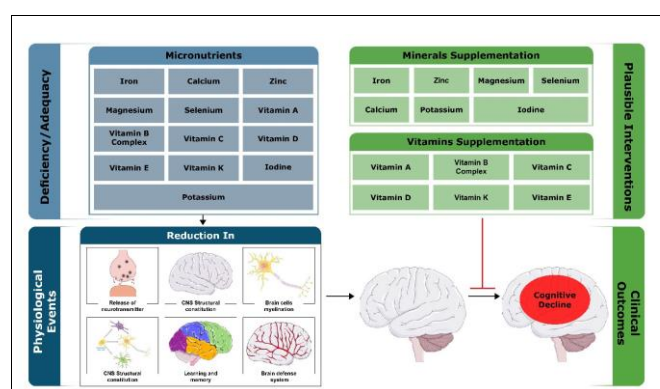 Deficiency/Adequacy
Micronutrients
Iron
Calcium
Zinc
Magnesium
Selenium
Vitamin A
Vitamin B
Complex
Vitamin C
Vitamin D
Vitamin E
Vitamin K
Iodine
Potassium
Minerals Supplementation
Iron
Zinc
Magnesium
Selenium
Calcium
Potassium
Iodine
Vitamins Supplementation
Vitamin A
Vitamin B
Complex
Vitamin C
Vitamin D
Vitamin K
Vitamin E
Plausible Interventions
Physiological
Events
Reduction In
Release of
neurotransmitter
CNS Structural
constitution
Brain cells
myelination
CNS Structural
constitution
Learning and
memory
Brain defense
system
Cognitive
Decline
Clinical
Outcomes